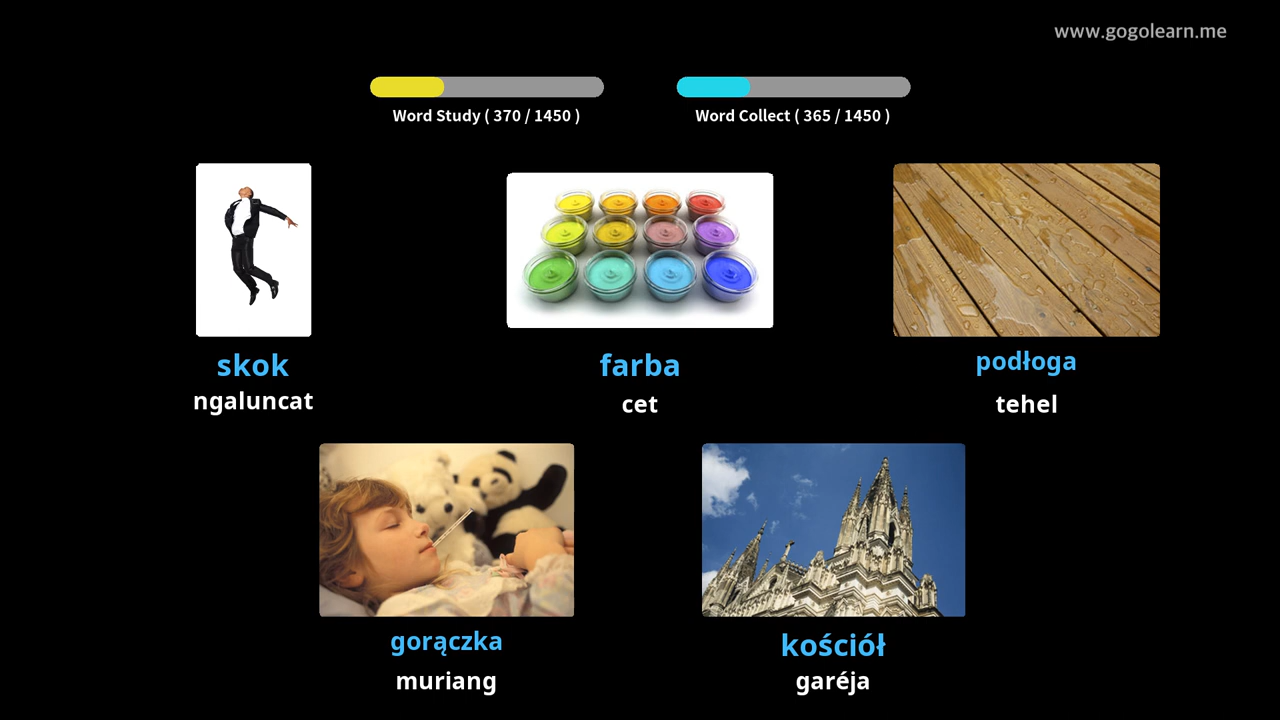 www.gogolearn.me
Word Study ( 370 / 1450 )
Word Collect ( 365 / 1450 )
skok
ngaluncat
farba
cet
podłoga
tehel
gorączka
muriang
kościół
garéja